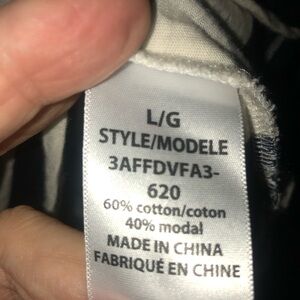 L/G
STYLE/MODELE
3AFFDVFA3-
620
60% cotton/coton
40% modal
MADE IN CHINA
FABRIQUÉ EN CHINE